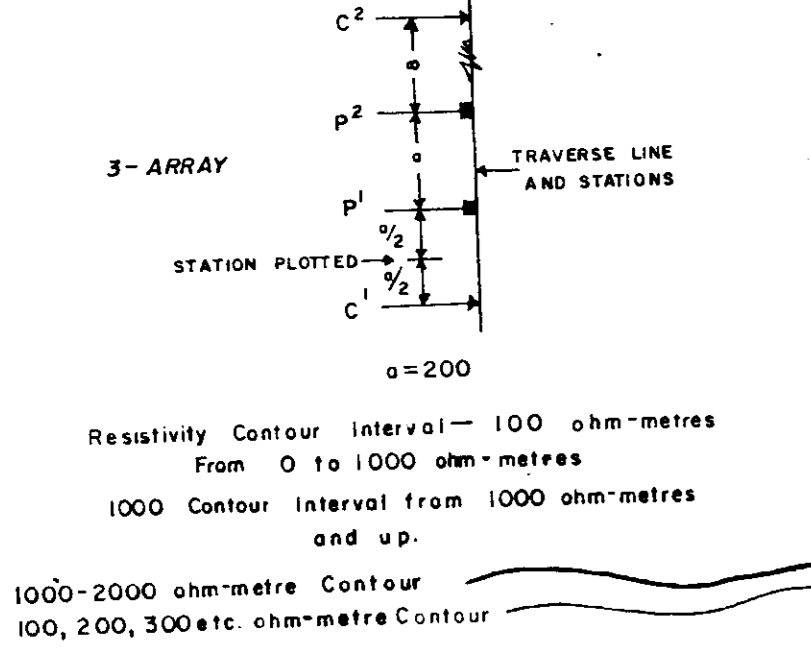 C²
∞
P²
a
3-ARRAY
TRAVERSE LINE
AND STATIONS
P¹
a/2
STATION PLOTTED
a/2
C¹
a=200
Resistivity Contour Interval — 100 ohm-metres
From 0 to 1000 ohm-metres
1000 Contour Interval from 1000 ohm-metres
and up.
1000-2000 ohm-metre Contour
100, 200, 300 etc. ohm-metre Contour